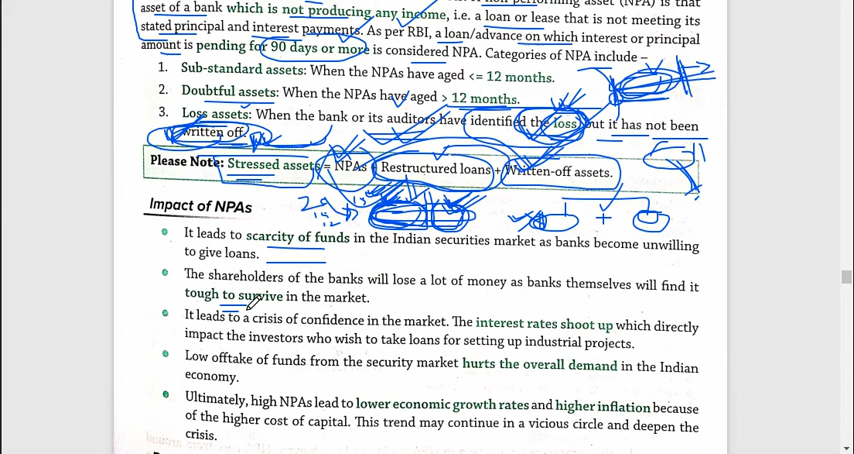 asset of a bank which is not producing any income, i.e. a loan or lease that is not meeting its
stated principal and interest payments. As per RBI, a loan/advance on which interest or principal
amount is pending for 90 days or more is considered NPA. Categories of NPA include –
1. Sub-standard assets: When the NPAs have aged <= 12 months.
2. Doubtful assets: When the NPAs have aged > 12 months.
3. Loss assets: When the bank or its auditors have identified the loss, but it has not been
written off.
Please Note: Stressed assets = NPAs + Restructured loans + Written-off assets.
Impact of NPAs
It leads to scarcity of funds in the Indian securities market as banks become unwilling
to give loans.
The shareholders of the banks will lose a lot of money as banks themselves will find it
tough to survive in the market.
It leads to a crisis of confidence in the market. The interest rates shoot up which directly
impact the investors who wish to take loans for setting up industrial projects.
Low offtake of funds from the security market hurts the overall demand in the Indian
economy.
Ultimately, high NPAs lead to lower economic growth rates and higher inflation because
of the higher cost of capital. This trend may continue in a vicious circle and deepen the
crisis.